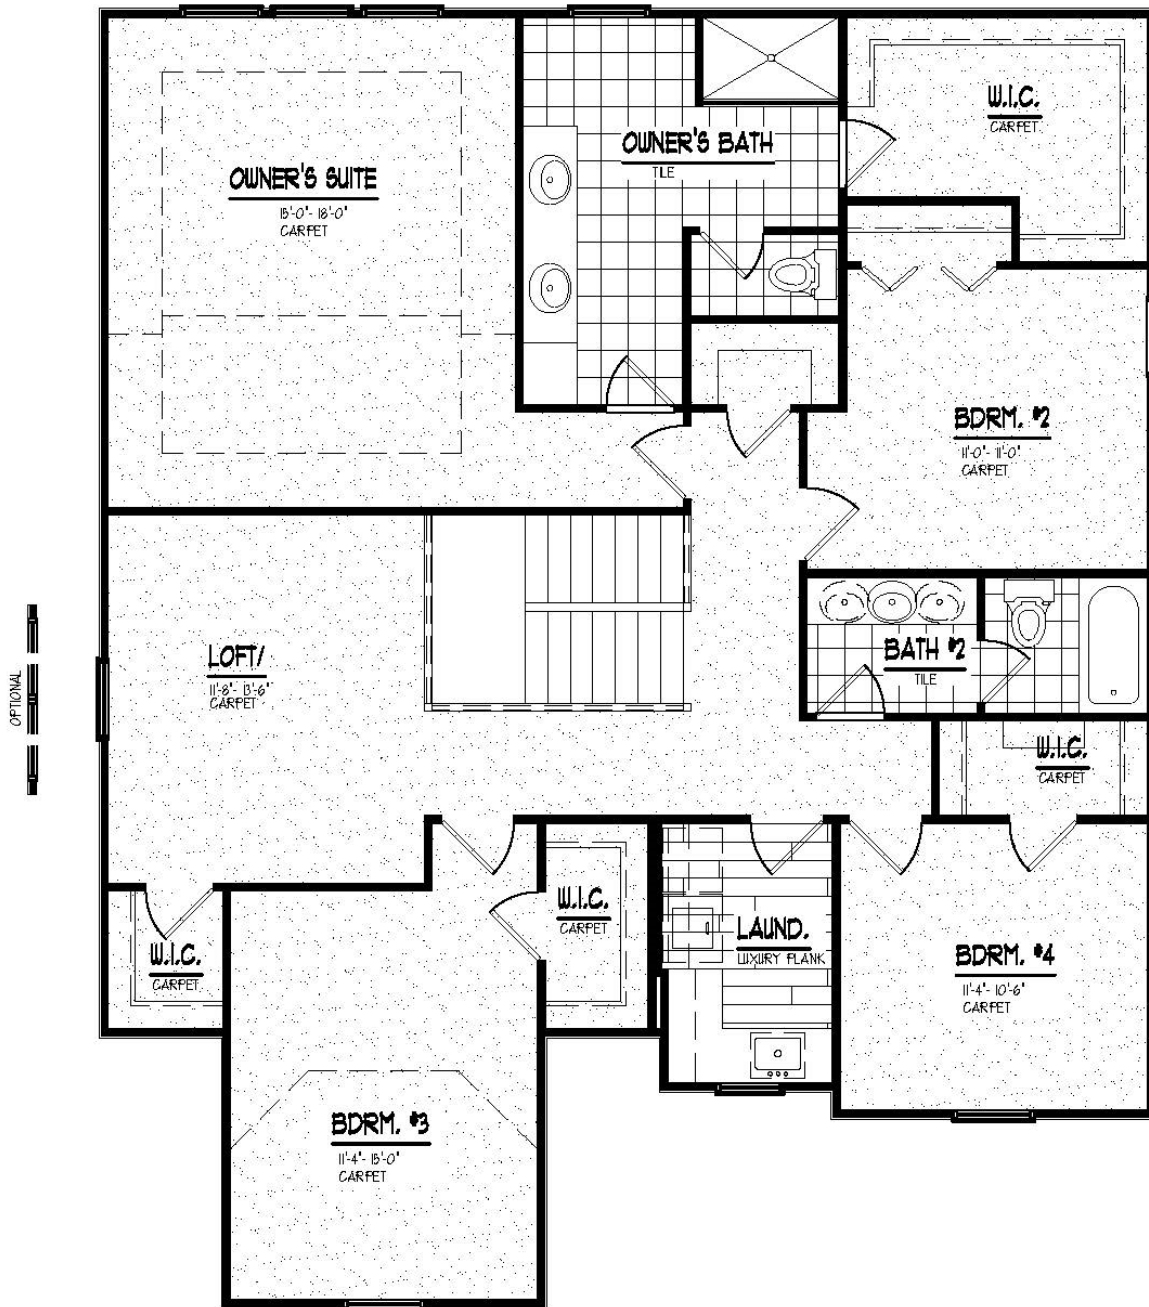 W.I.C.
CARPET
OWNER'S BATH
TILE
OWNER'S SUITE
15'-0"- 18'-0"
CARPET
BDRM. #2
11'-0"- 11'-0"
CARPET
LOFT/
11'-8"- 13'-6"
CARPET
BATH #2
TILE
OPTIONAL
W.I.C.
CARPET
W.I.C.
CARPET
LAUND.
LUXURY PLANK
W.I.C.
CARPET
BDRM. #4
11'-4"- 10'-6"
CARPET
BDRM. #3
11'-4"- 15'-0"
CARPET